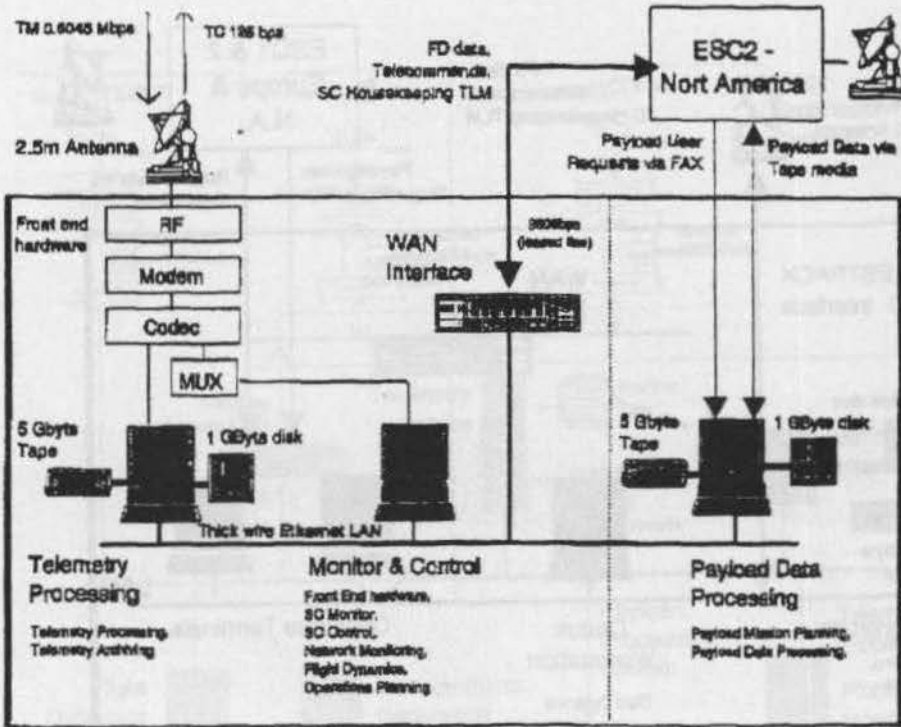 TM 0.6045 Mbps
TC 125 bps
2.5m Antenna
FD data,
Telecommands,
SC Housekeeping TLM
ESC2 -
Nort America
Payload User
Requests via FAX
Payload Data via
Tape media
Front end
hardware
RF
Modem
Codec
MUX
WAN
Interface
9600bps
(leased line)
5 Gbyte
Tape
1 GByte disk
5 Gbyte
Tape
1 GByte disk
Thick wire Ethernet LAN
Telemetry
Processing
Telemetry Processing,
Telemetry Archiving
Monitor & Control
Front End hardware,
SC Monitor,
SC Control,
Network Monitoring,
Flight Dynamics,
Operations Planning
Payload Data
Processing
Payload Mission Planning,
Payload Data Processing,